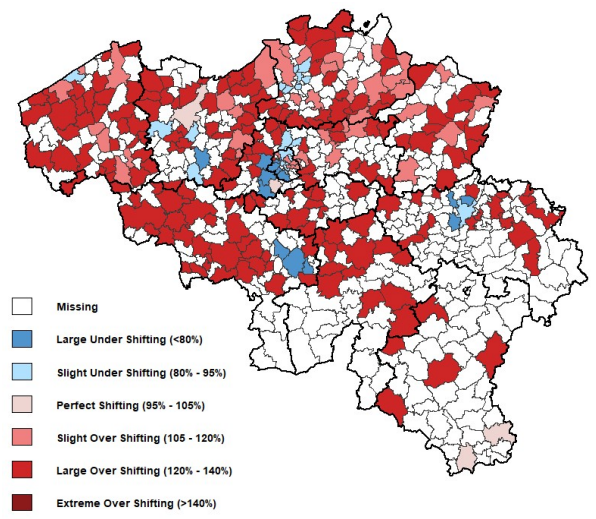 Missing
Large Under Shifting (<80%)
Slight Under Shifting (80% - 95%)
Perfect Shifting (95% - 105%)
Slight Over Shifting (105 - 120%)
Large Over Shifting (120% - 140%)
Extreme Over Shifting (>140%)